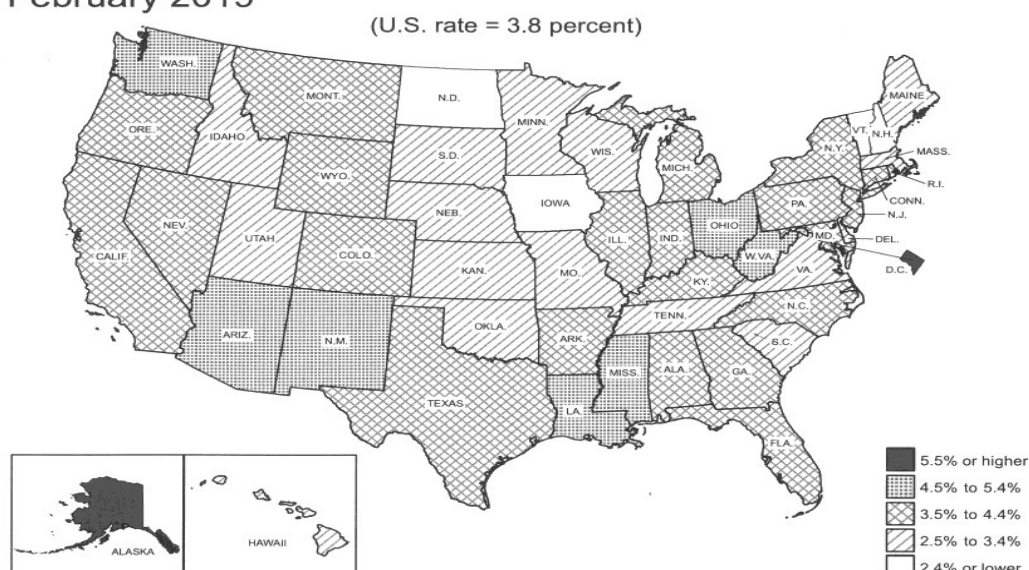 February 2019
(U.S. rate = 3.8 percent)
WASH.
MONT.
N.D.
MINN.
MAINE
ORE.
IDAHO
S.D.
WIS.
MICH.
VT.
N.H.
N.Y.
MASS.
WYO.
R.I.
NEV.
NEB.
IOWA
PA.
CONN.
N.J.
CALIF.
UTAH
COLO.
KAN.
MO.
ILL.
IND.
OHIO
W.VA.
MD.
DEL.
D.C.
VA.
KY.
ARIZ.
N.M.
OKLA.
ARK.
TENN.
N.C.
S.C.
TEXAS
LA.
MISS.
ALA.
GA.
FLA.
ALASKA
HAWAII
5.5% or higher
4.5% to 5.4%
3.5% to 4.4%
2.5% to 3.4%
2.4% or lower